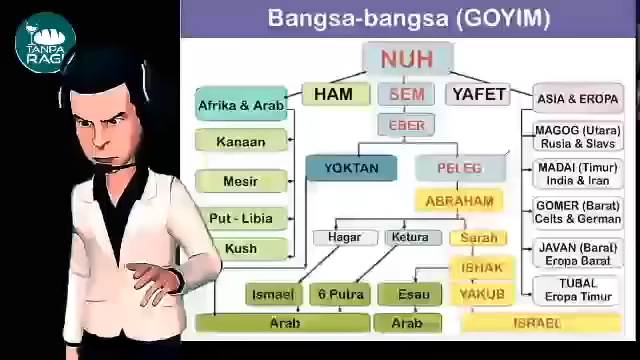 TANPA
RAGI
Bangsa-bangsa (GOYIM)
NUH
Afrika & Arab
HAM
SEM
YAFET
ASIA & EROPA
EBER
Kanaan
MAGOG (Utara)
Rusia & Slavs
YOKTAN
PELEG
MADAI (Timur)
India & Iran
Mesir
ABRAHAM
Put - Libia
GOMER (Barat)
Celts & German
Hagar
Ketura
Sarah
Kush
JAVAN (Barat)
Eropa Barat
ISHAK
Ismael
6 Putra
Esau
YAKUB
TUBAL
Eropa Timur
Arab
Arab
ISRAEL